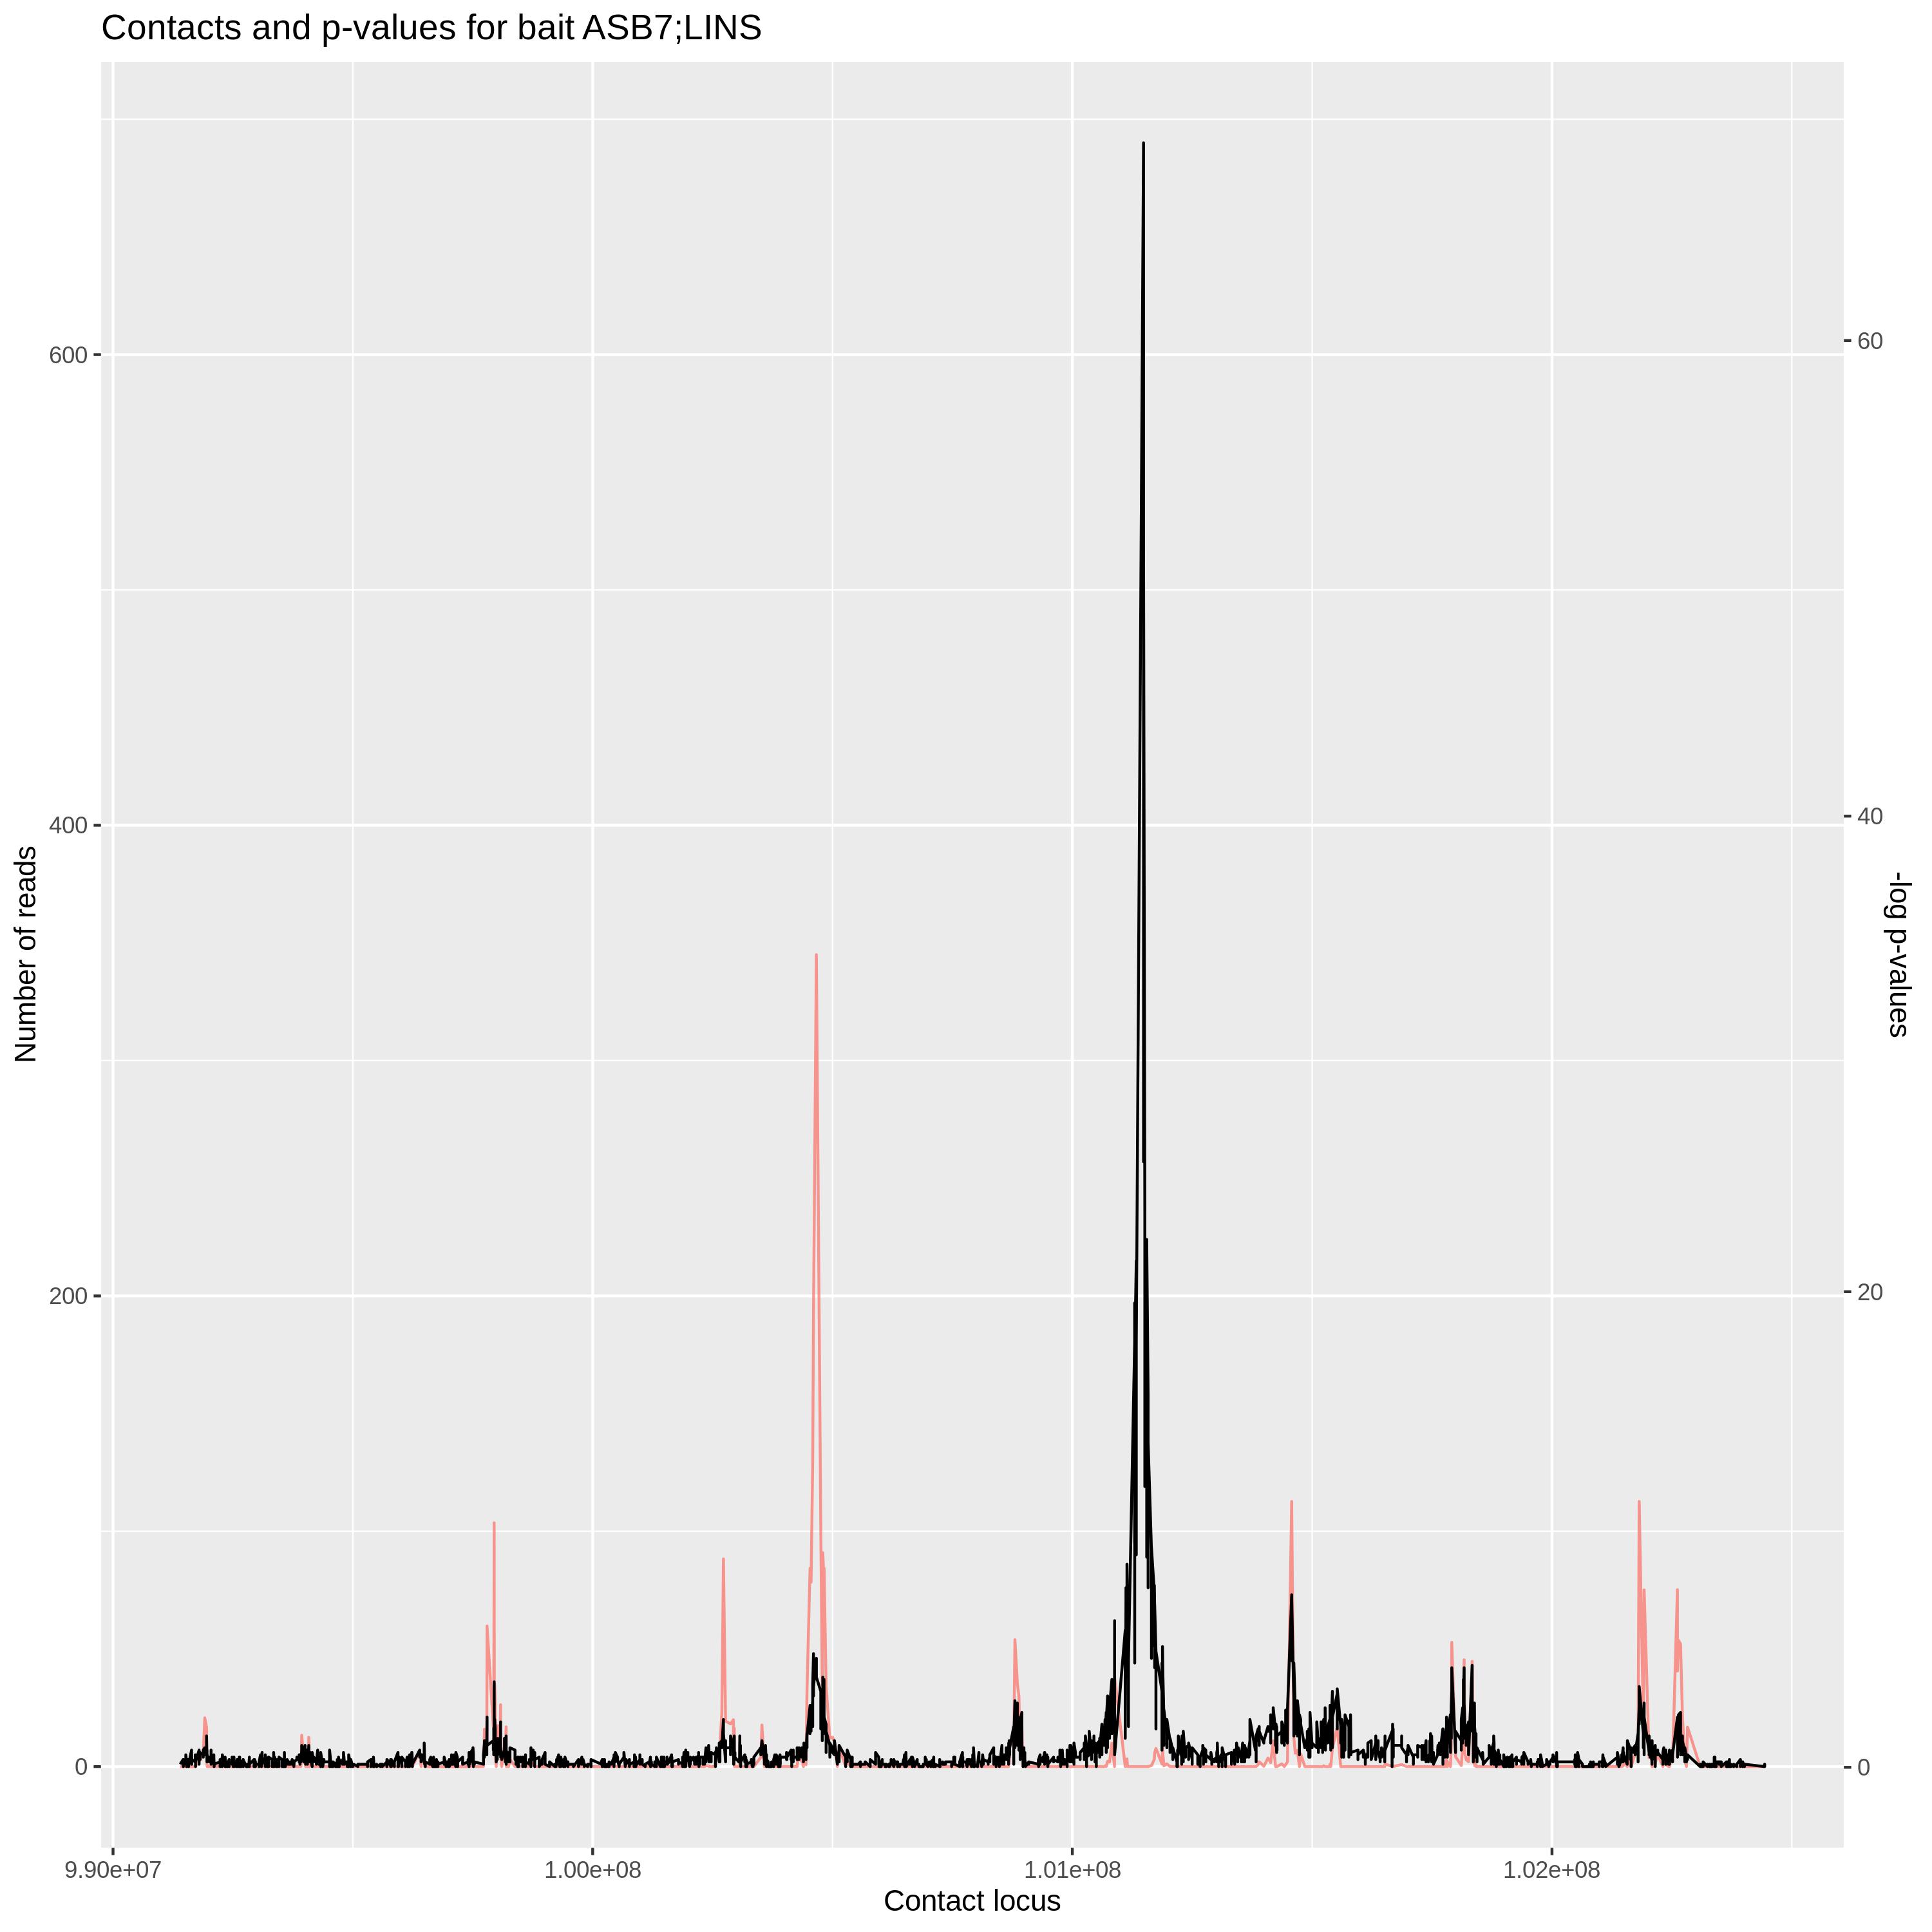 Contacts and p-values for bait ASB7;LINS
600
400
200
0
Number of reads
60
40
20
0
-log p-values
9.90e+07
1.00e+08
1.01e+08
1.02e+08
Contact locus